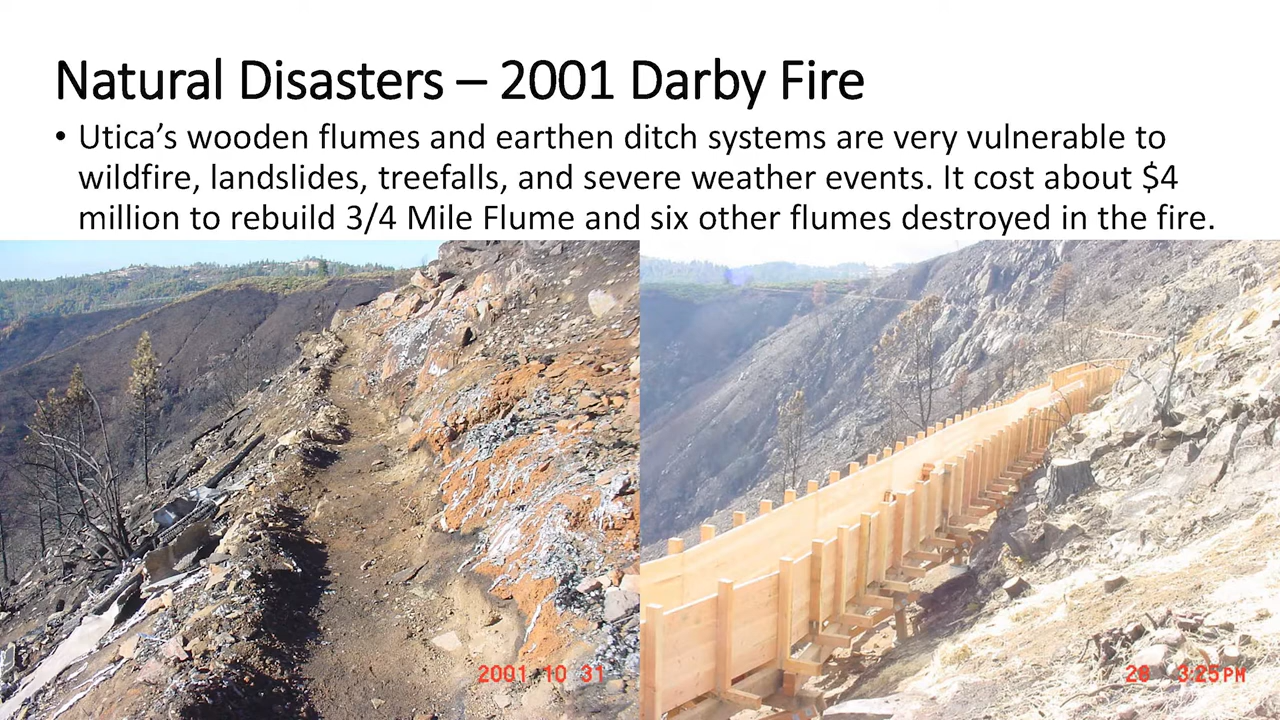 Natural Disasters – 2001 Darby Fire
• Utica’s wooden flumes and earthen ditch systems are very vulnerable to
wildfire, landslides, treefalls, and severe weather events. It cost about $4
million to rebuild 3/4 Mile Flume and six other flumes destroyed in the fire.
2001 10 31
26 3:25PM